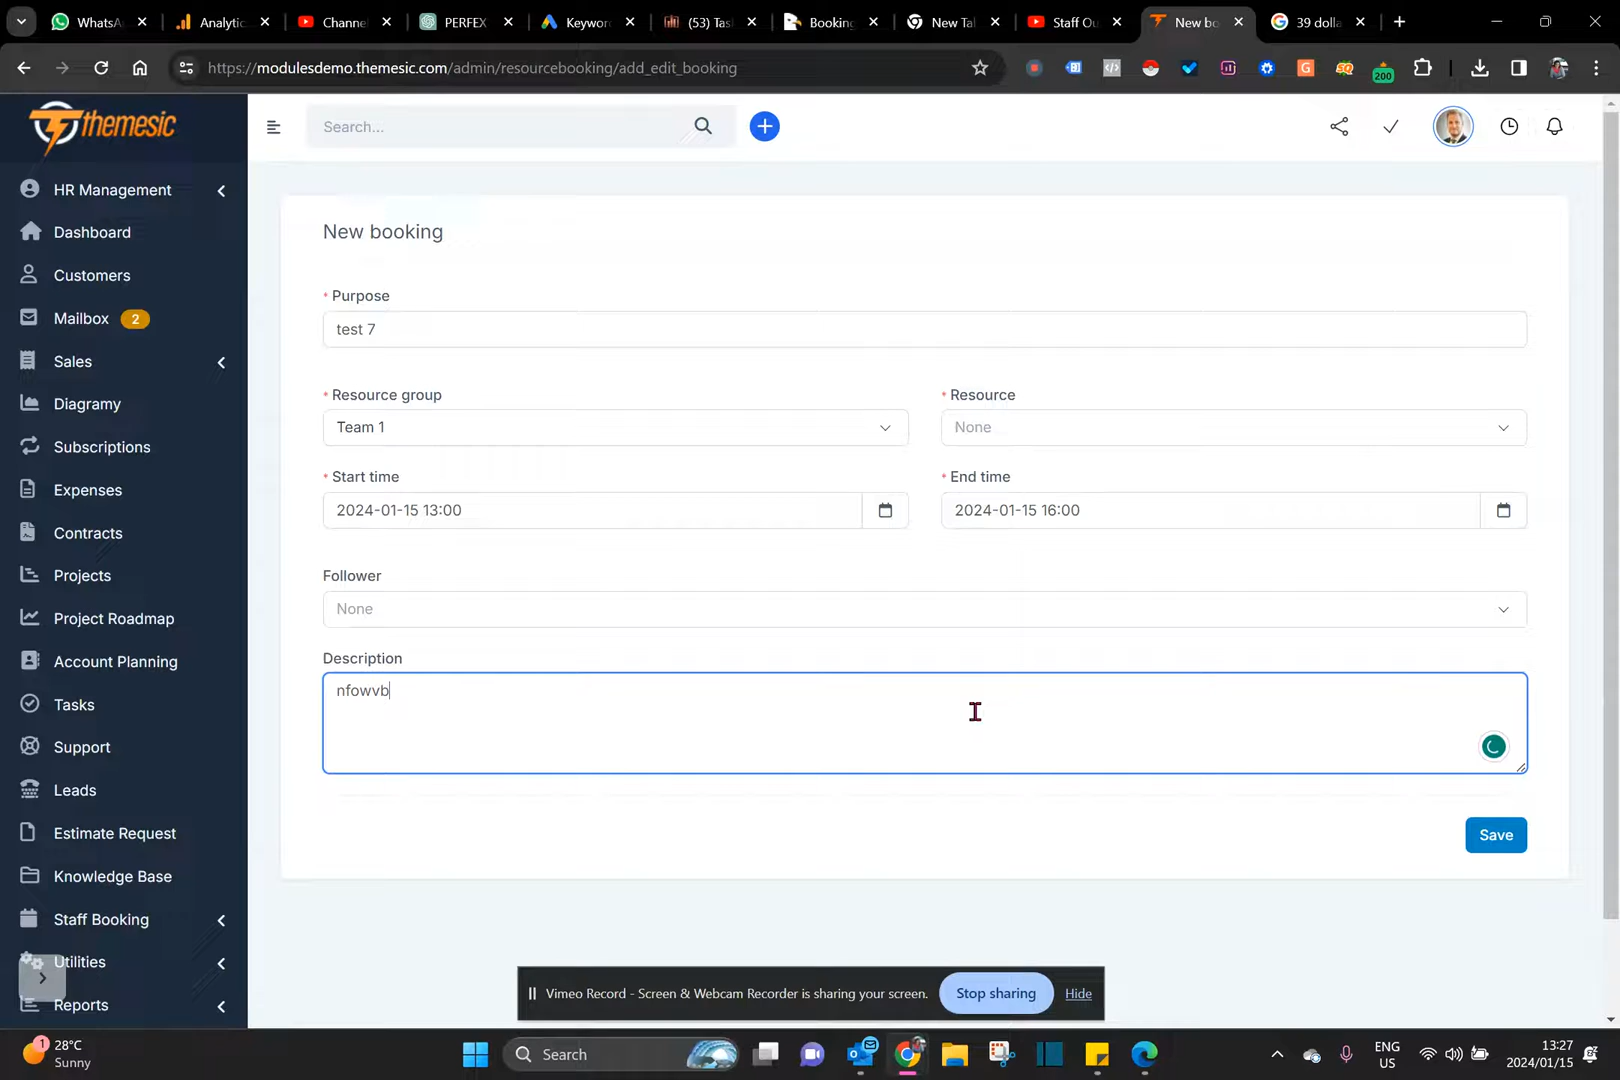 WhatsA
Analytic
Channe
PERFEX
Keywor
(53) Tas
Booking
New Tal
Staff Ou
New bo
39 dolla
https://modulesdemo.themesic.com/admin/resourcebooking/add_edit_booking
200
themesic
Search...
HR Management
Dashboard
Customers
Mailbox 2
Sales
Diagramy
Subscriptions
Expenses
Contracts
Projects
Project Roadmap
Account Planning
Tasks
Support
Leads
Estimate Request
Knowledge Base
Staff Booking
Utilities
Reports
New booking
* Purpose
test 7
* Resource group
* Resource
Team 1
None
* Start time
* End time
2024-01-15 13:00
2024-01-15 16:00
Follower
None
Description
nfowvb
Save
Vimeo Record - Screen & Webcam Recorder is sharing your screen.
Stop sharing
Hide
1
28°C
Sunny
Search
ENG
US
13:27
2024/01/15